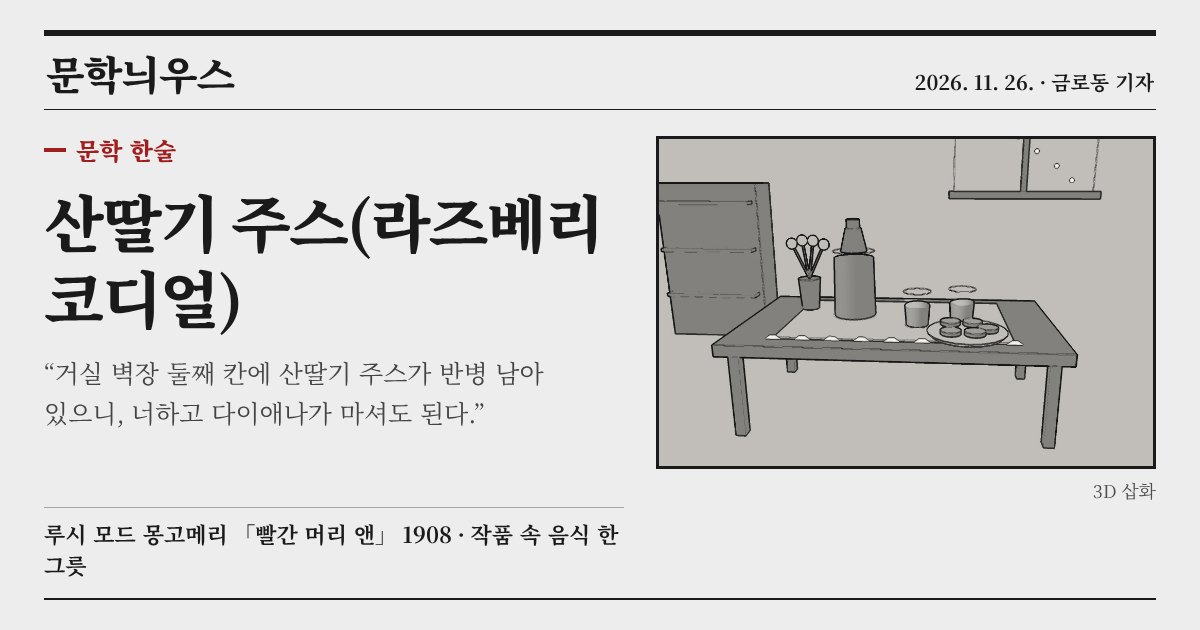 문학늬우스
2026. 11. 26. · 금로동 기자
문학 한술
산딸기 주스(라즈베리
코디얼)
“거실 벽장 둘째 칸에 산딸기 주스가 반병 남아
있으니, 너하고 다이애나가 마셔도 된다.”
3D 삽화
루시 모드 몽고메리 「빨간 머리 앤」 1908 · 작품 속 음식 한
그릇